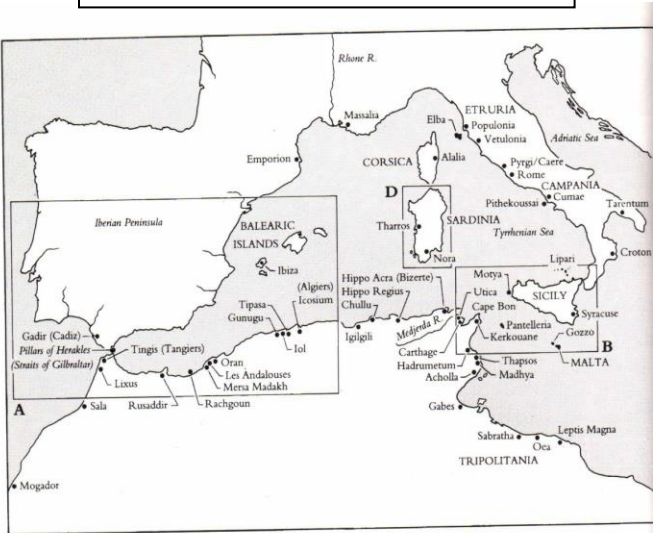 Rhone R.
Massalia
Emporion
Elba
ETRURIA
Populonia
Vetulonia
Adriatic Sea
CORSICA
Alalia
Pyrgi/Caere
Rome
CAMPANIA
Cumae
Pithekoussai
Tarentum
D
Tharros
SARDINIA
Nora
Tyrrhenian Sea
Croton
Iberian Peninsula
BALEARIC
ISLANDS
Ibiza
Lipari
Motya
SICILY
Syracuse
(Algiers)
Icosium
Hippo Acra (Bizerte)
Hippo Regius
Chullu
Utica
Cape Bon
Tipasa
Gunugu
Iol
Igilgili
Medjerda R.
Pantelleria
Kerkouane
Gozzo
MALTA
B
Gadir (Cadiz)
Pillars of Herakles
(Straits of Gilbraltar)
Tingis (Tangiers)
Lixus
Oran
Les Andalouses
Mersa Madakh
Carthage
Hadrumetum
Acholla
Thapsos
Madhya
A
Sala
Rusaddir
Rachgoun
Gabes
Sabratha
Oea
Leptis Magna
TRIPOLITANIA
Mogador